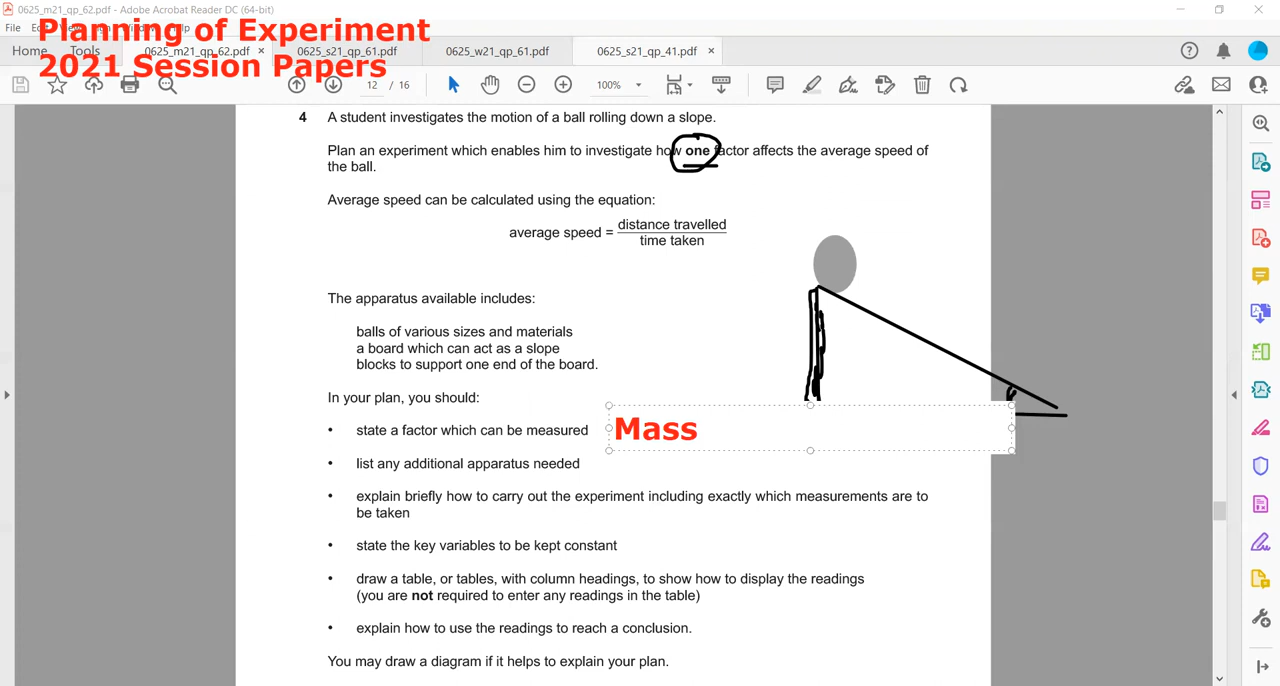 0625_m21_qp_62.pdf - Adobe Acrobat Reader DC (64-bit)
File
Planning of Experiment
2021 Session Papers
Home Tools 0625_m21_qp_62.pdf × 0625_s21_qp_61.pdf 0625_w21_qp_61.pdf 0625_s21_qp_41.pdf ×
12 / 16 100%
4 A student investigates the motion of a ball rolling down a slope.
Plan an experiment which enables him to investigate how one factor affects the average speed of
the ball.
Average speed can be calculated using the equation:
average speed = distance travelled
time taken
The apparatus available includes:
balls of various sizes and materials
a board which can act as a slope
blocks to support one end of the board.
In your plan, you should:
• state a factor which can be measured
Mass
• list any additional apparatus needed
• explain briefly how to carry out the experiment including exactly which measurements are to
be taken
• state the key variables to be kept constant
• draw a table, or tables, with column headings, to show how to display the readings
(you are not required to enter any readings in the table)
• explain how to use the readings to reach a conclusion.
You may draw a diagram if it helps to explain your plan.